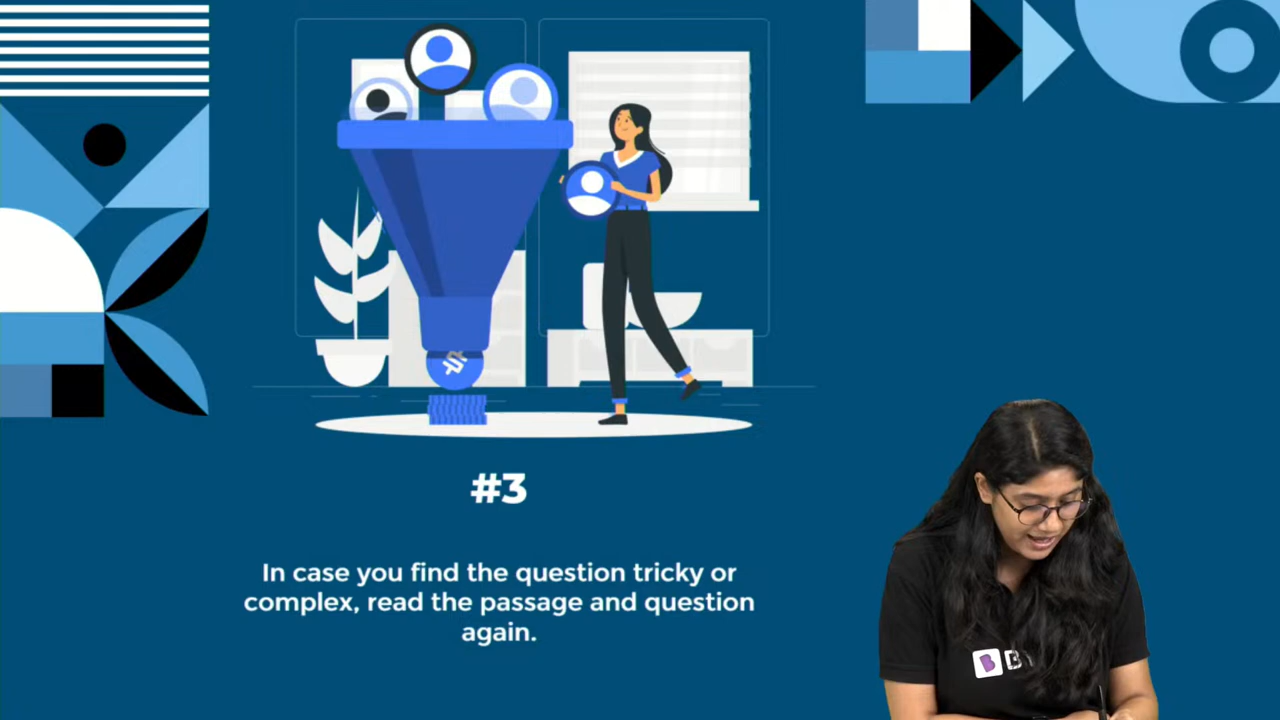 #3
In case you find the question tricky or
complex, read the passage and question
again.